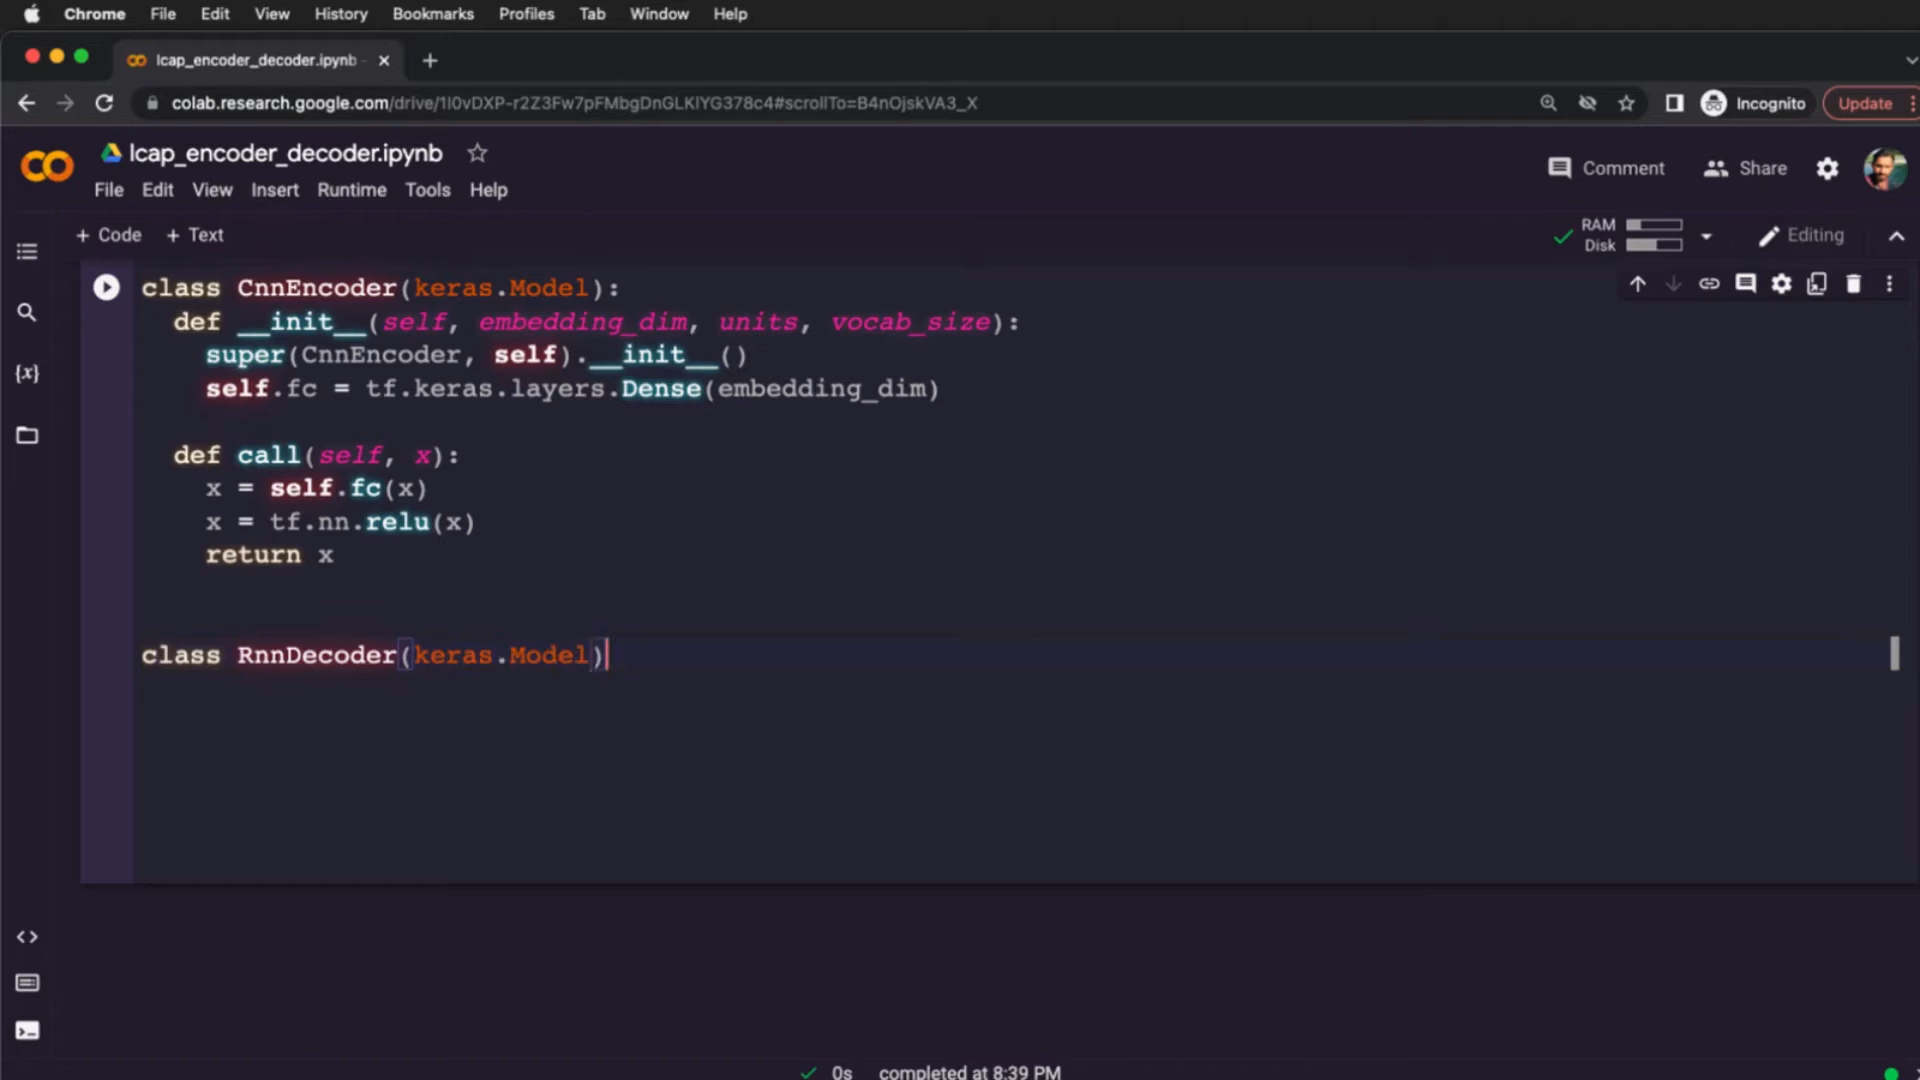 Chrome File Edit View History Bookmarks Profiles Tab Window Help
lcap_encoder_decoder.ipynb -
colab.research.google.com/drive/1I0vDXP-r2Z3Fw7pFMbgDnGLKIYG378c4#scrollTo=B4nOjskVA3_X Incognito Update
lcap_encoder_decoder.ipynb
Comment Share
File Edit View Insert Runtime Tools Help
+ Code + Text
RAM
Disk
Editing
class CnnEncoder(keras.Model):
  def __init__(self, embedding_dim, units, vocab_size):
    super(CnnEncoder, self).__init__()
    self.fc = tf.keras.layers.Dense(embedding_dim)
  def call(self, x):
    x = self.fc(x)
    x = tf.nn.relu(x)
    return x
class RnnDecoder(keras.Model)
0s completed at 8:39 PM